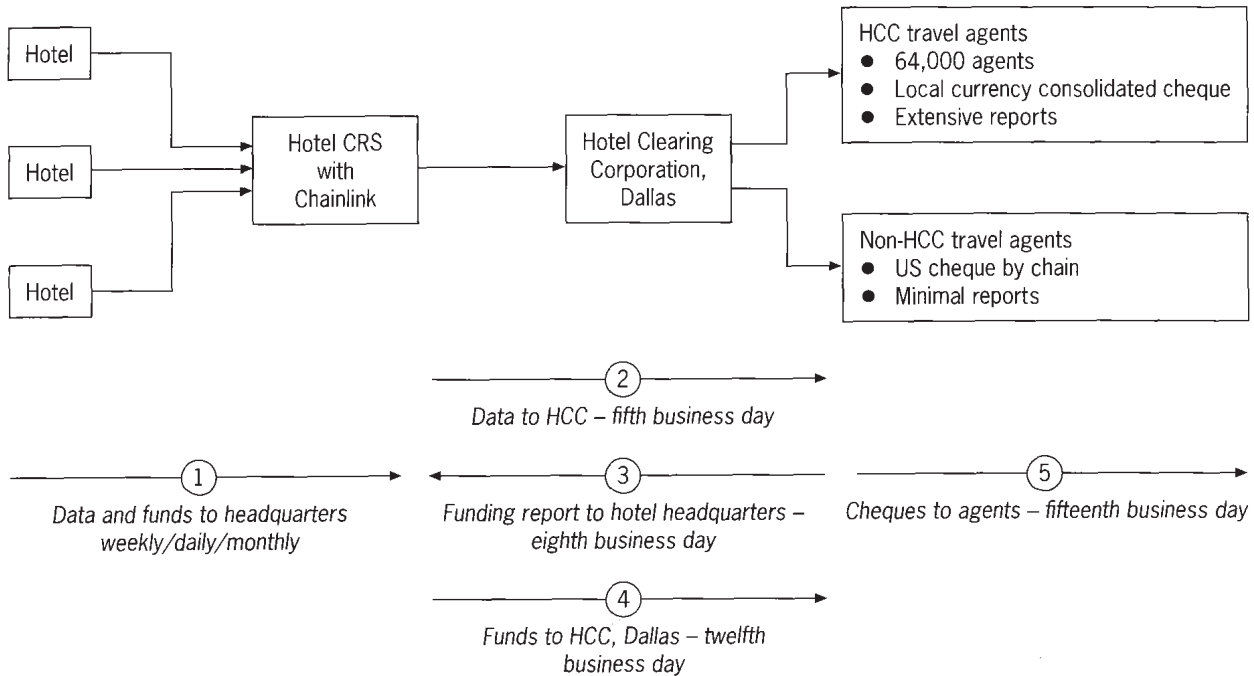 Hotel
Hotel
Hotel
Hotel CRS
with
Chainlink
Hotel Clearing
Corporation,
Dallas
HCC travel agents
● 64,000 agents
● Local currency consolidated cheque
● Extensive reports
Non-HCC travel agents
● US cheque by chain
● Minimal reports
2
Data to HCC – fifth business day
1
Data and funds to headquarters
weekly/daily/monthly
3
Funding report to hotel headquarters –
eighth business day
5
Cheques to agents – fifteenth business day
4
Funds to HCC, Dallas – twelfth
business day